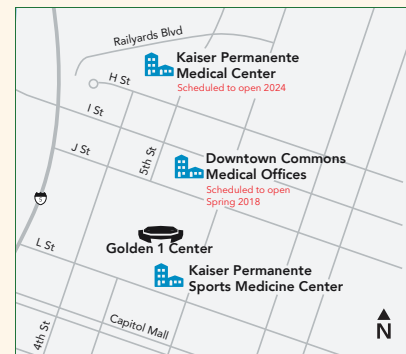 Railyards Blvd
Kaiser Permanente
Medical Center
Scheduled to open 2024
H St
I St
J St
5th St
Downtown Commons
Medical Offices
Scheduled to open
Spring 2018
5
L St
Golden 1 Center
Kaiser Permanente
Sports Medicine Center
Capitol Mall
4th St
N